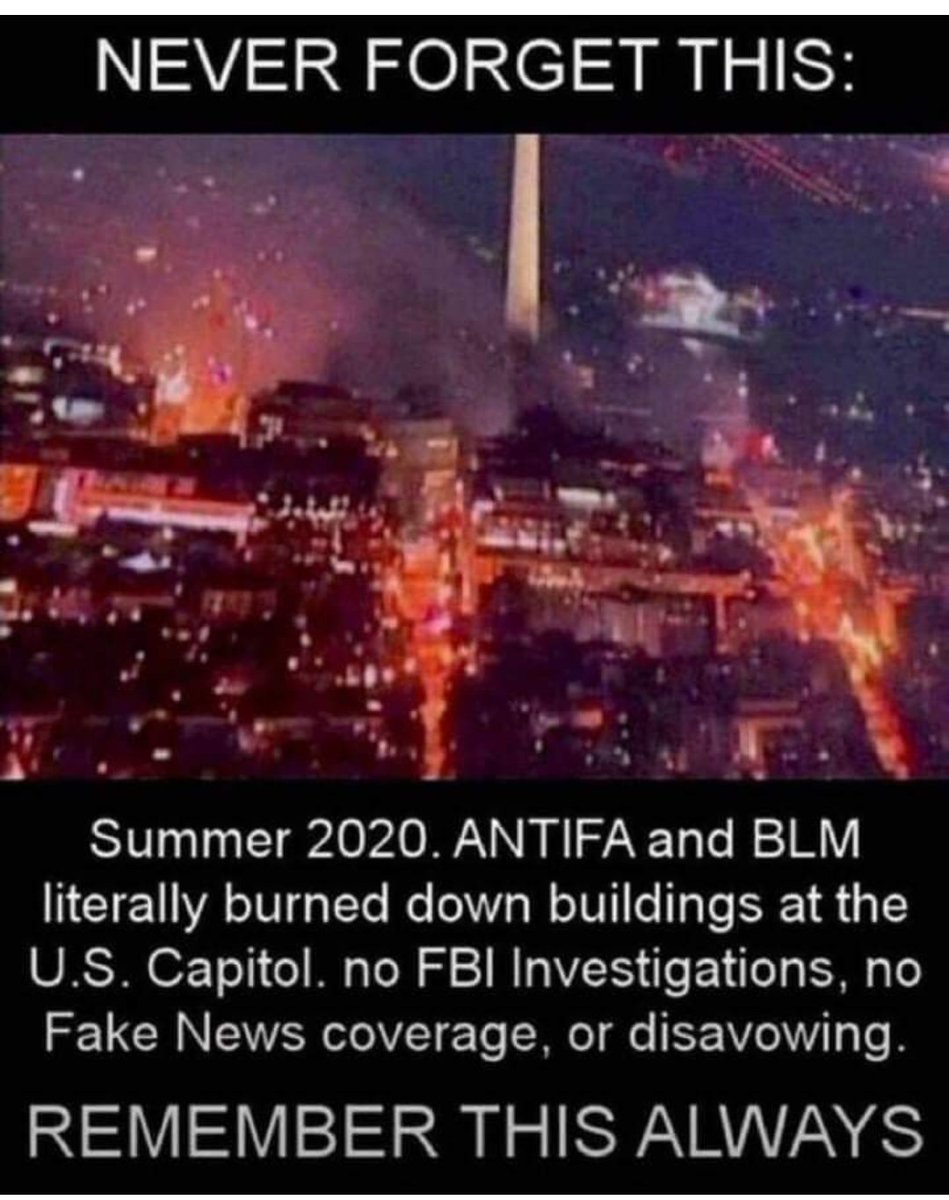 NEVER FORGET THIS:
Summer 2020. ANTIFA and BLM
literally burned down buildings at the
U.S. Capitol. no FBI Investigations, no
Fake News coverage, or disavowing.
REMEMBER THIS ALWAYS